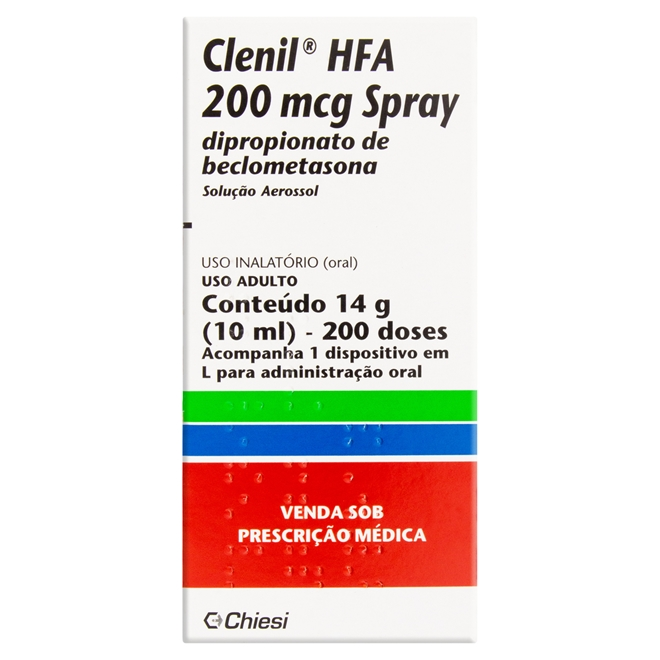 Clenil® HFA
200 mcg Spray
dipropionato de
beclometasona
Solução Aerossol
USO INALATÓRIO (oral)
USO ADULTO
Conteúdo 14 g
(10 ml) - 200 doses
Acompanha 1 dispositivo em
L para administração oral
VENDA SOB
PRESCRIÇÃO MÉDICA
Chiesi